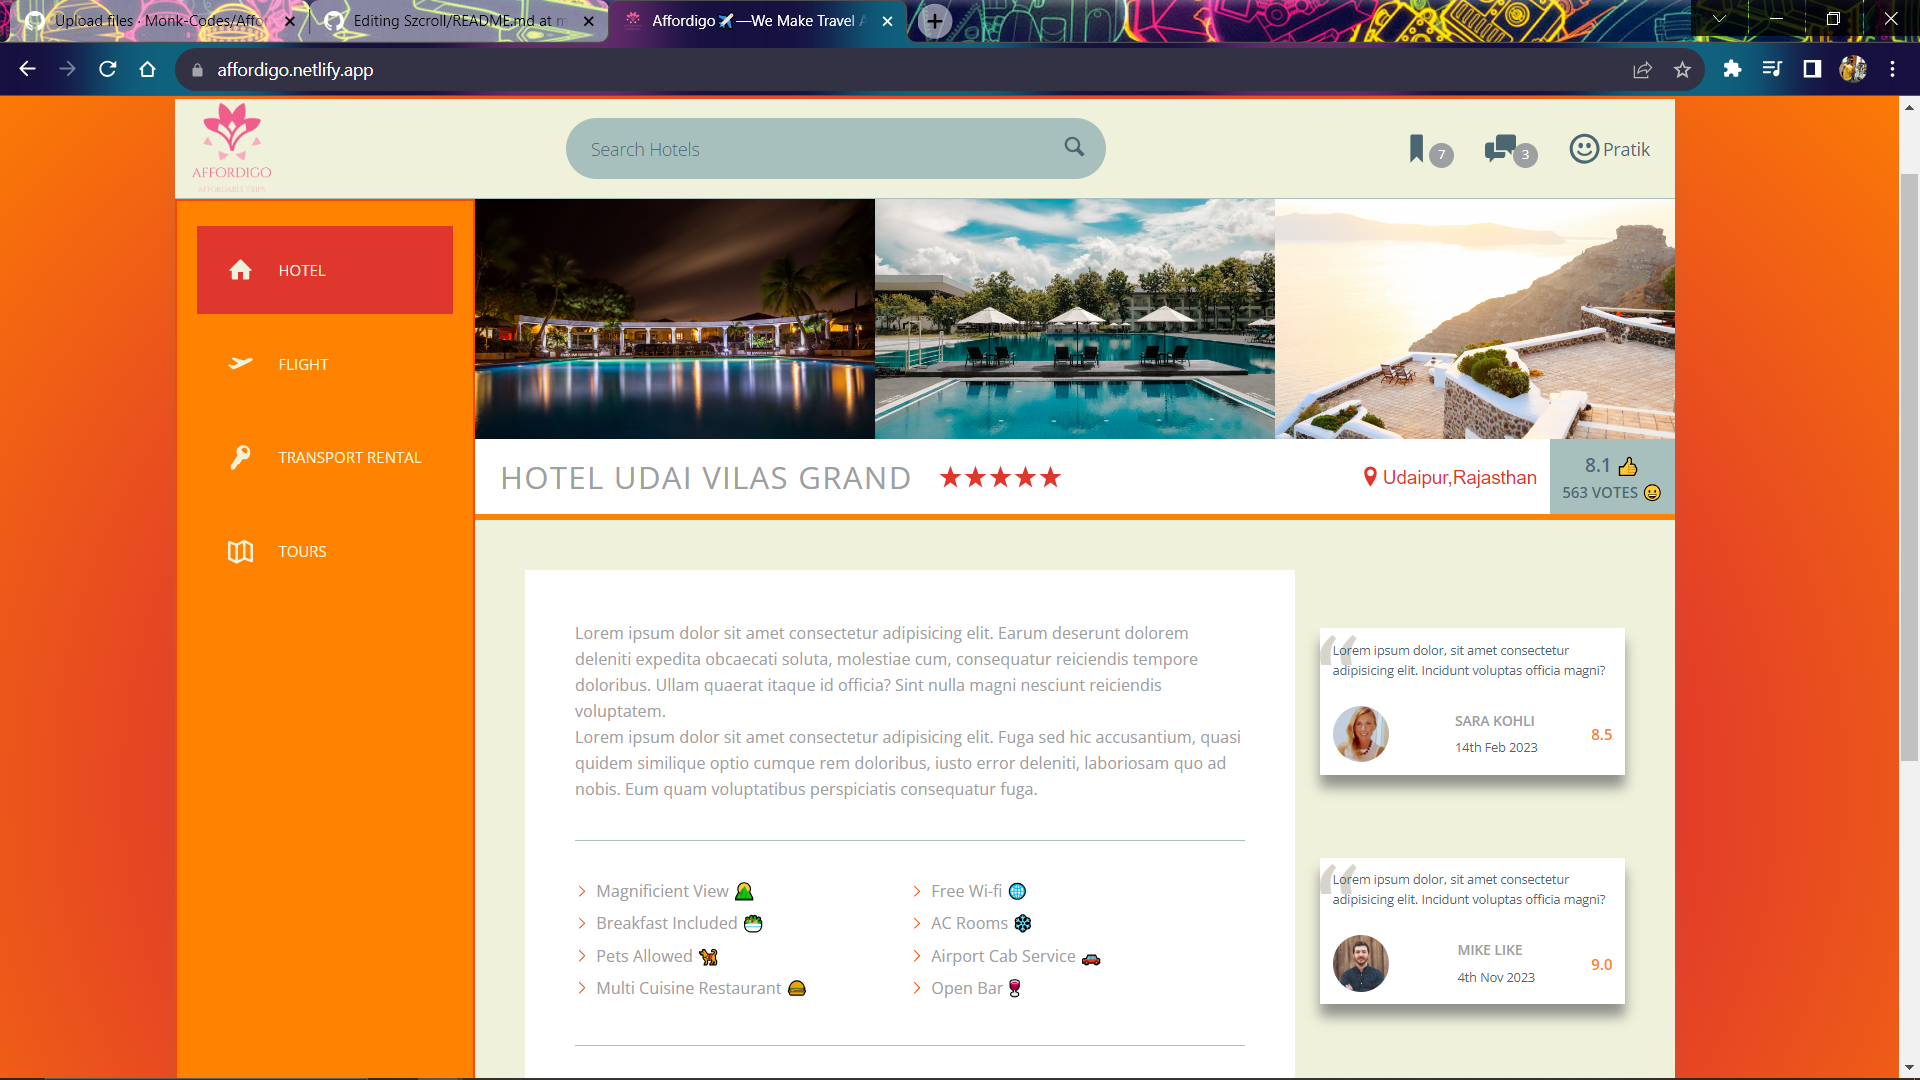 Upload files · Monk-Codes/Affo
Editing Szcroll/README.md at m
Affordigo ✈️—We Make Travel A
affordigo.netlify.app
AFFORDIGO
AFFORDABLE TRIPS
Search Hotels
7
3
Pratik
HOTEL
FLIGHT
TRANSPORT RENTAL
TOURS
HOTEL UDAI VILAS GRAND ★★★★★
Udaipur,Rajasthan
8.1 👍
563 VOTES 😀
Lorem ipsum dolor sit amet consectetur adipisicing elit. Earum deserunt dolorem
deleniti expedita obcaecati soluta, molestiae cum, consequatur reiciendis tempore
doloribus. Ullam quaerat itaque id officia? Sint nulla magni nesciunt reiciendis
voluptatem.
Lorem ipsum dolor sit amet consectetur adipisicing elit. Fuga sed hic accusantium, quasi
quidem similique optio cumque rem doloribus, iusto error deleniti, laboriosam quo ad
nobis. Eum quam voluptatibus perspiciatis consequatur fuga.
Magnificient View
Breakfast Included
Pets Allowed
Multi Cuisine Restaurant
Free Wi-fi
AC Rooms
Airport Cab Service
Open Bar
“
Lorem ipsum dolor, sit amet consectetur
adipisicing elit. Incidunt voluptas officia magni?
SARA KOHLI
14th Feb 2023
8.5
“
Lorem ipsum dolor, sit amet consectetur
adipisicing elit. Incidunt voluptas officia magni?
MIKE LIKE
4th Nov 2023
9.0